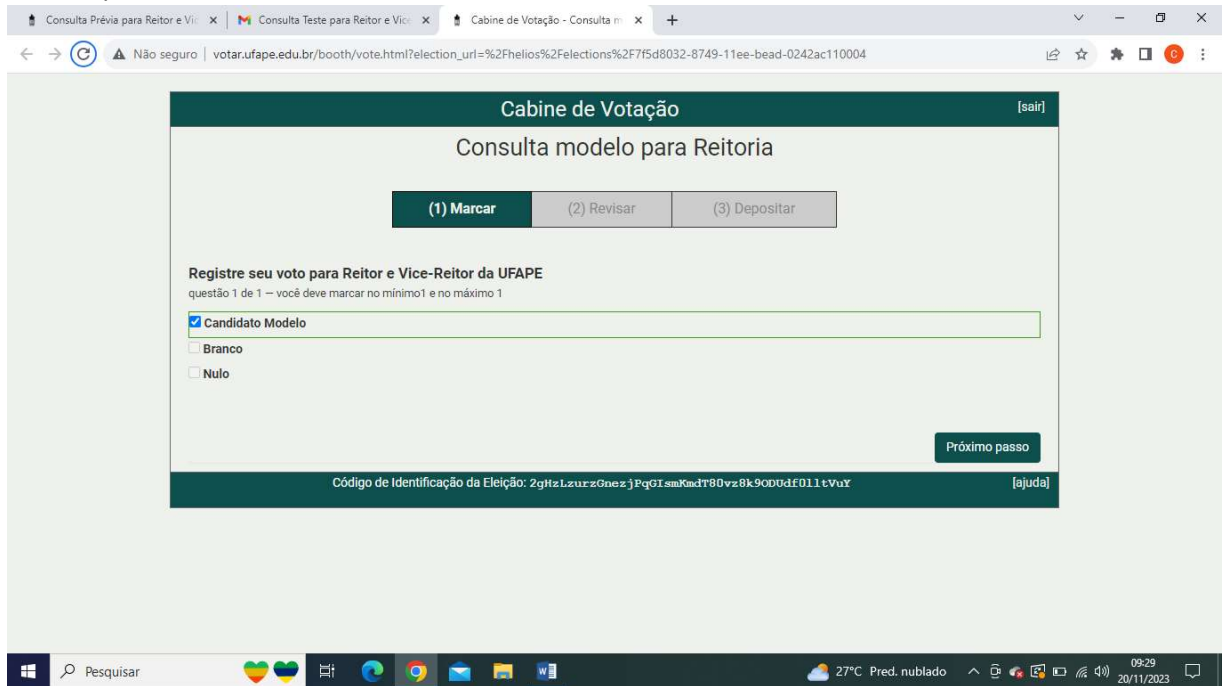 Consulta Prévia para Reitor e Vic
Consulta Teste para Reitor e Vice
Cabine de Votação - Consulta m
Não seguro | votar.ufape.edu.br/booth/vote.html?election_url=%2Fhelios%2Felections%2F7f5d8032-8749-11ee-bead-0242ac110004
C
Cabine de Votação
[sair]
Consulta modelo para Reitoria
(1) Marcar
(2) Revisar
(3) Depositar
Registre seu voto para Reitor e Vice-Reitor da UFAPE
questão 1 de 1 — você deve marcar no mínimo1 e no máximo 1
Candidato Modelo
Branco
Nulo
Próximo passo
Código de Identificação da Eleição: 2gHzLzurzGnezjPqGIsmKmdT80vz8k9ODUdf0lltVuY
[ajuda]
Pesquisar
27°C Pred. nublado
09:29
20/11/2023